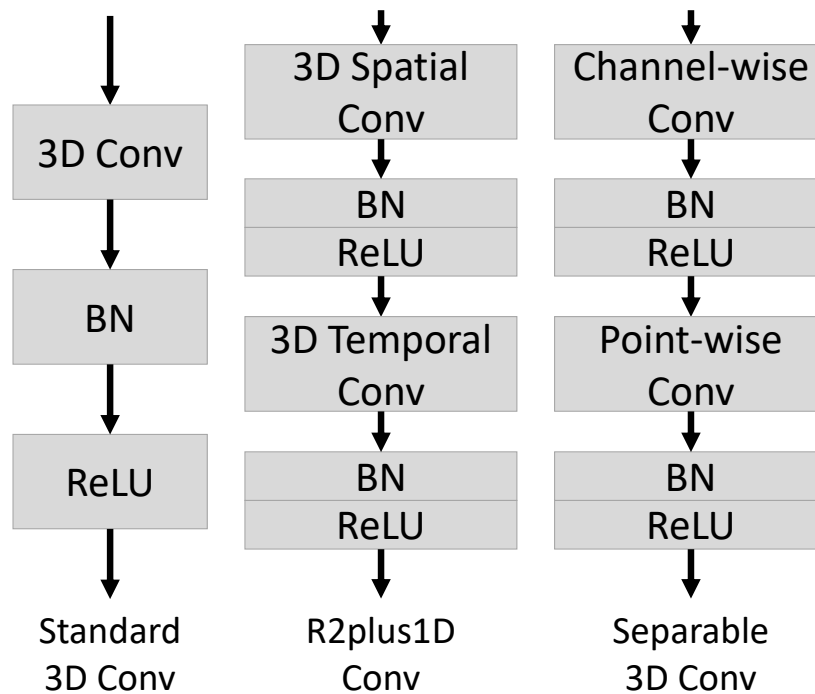 3D Conv
BN
ReLU
Standard
3D Conv
3D Spatial
Conv
BN
ReLU
3D Temporal
Conv
BN
ReLU
R2plus1D
Conv
Channel-wise
Conv
BN
ReLU
Point-wise
Conv
BN
ReLU
Separable
3D Conv